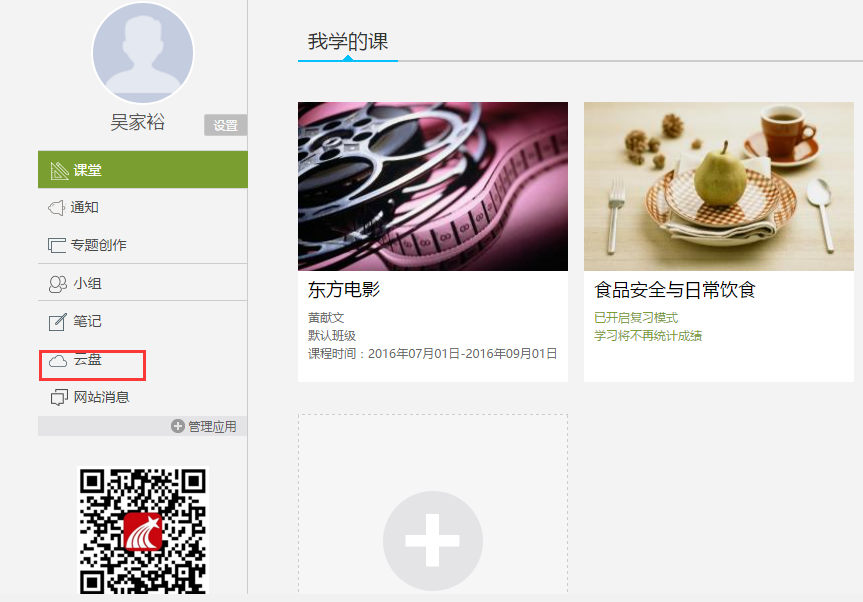 吴家裕
设置
课堂
通知
专题创作
小组
笔记
云盘
网站消息
管理应用
我学的课
东方电影
黄献文
默认班级
课程时间：2016年07月01日-2016年09月01日
食品安全与日常饮食
已开启复习模式
学习将不再统计成绩